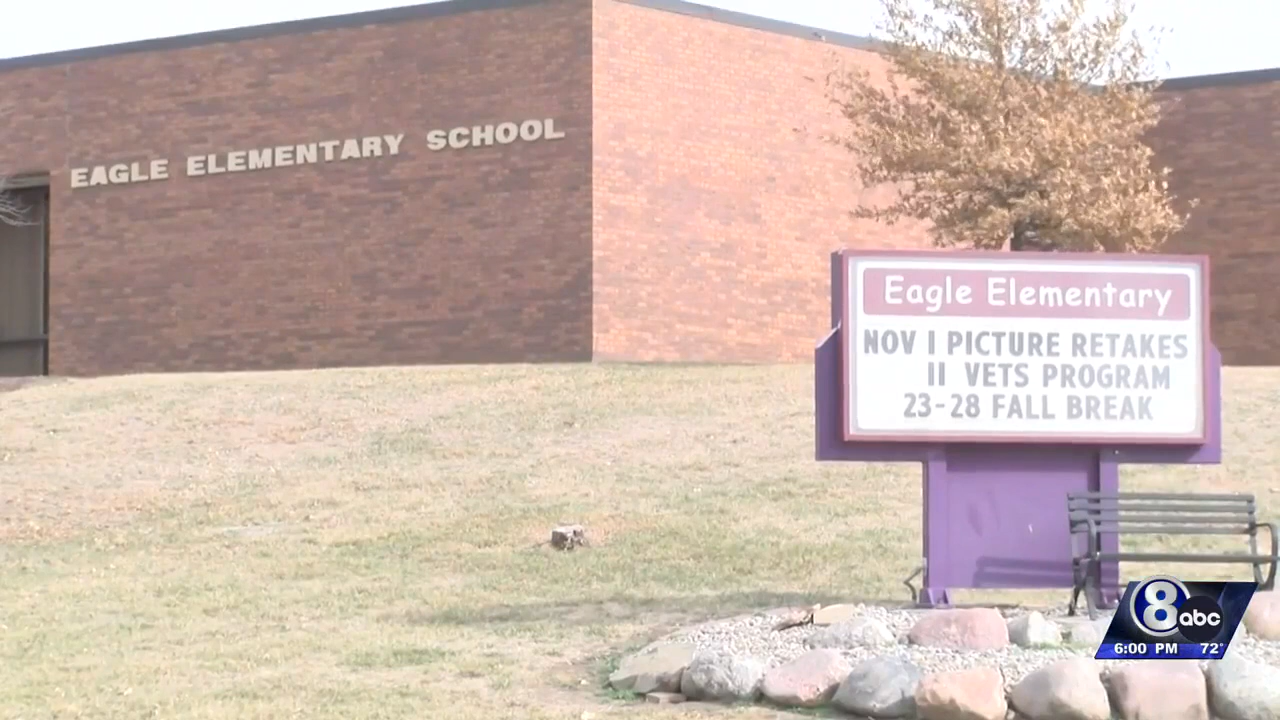 EAGLE ELEMENTARY SCHOOL
Eagle Elementary
NOV 1 PICTURE RETAKES
11 VETS PROGRAM
23-28 FALL BREAK
8 abc
6:00 PM 72°